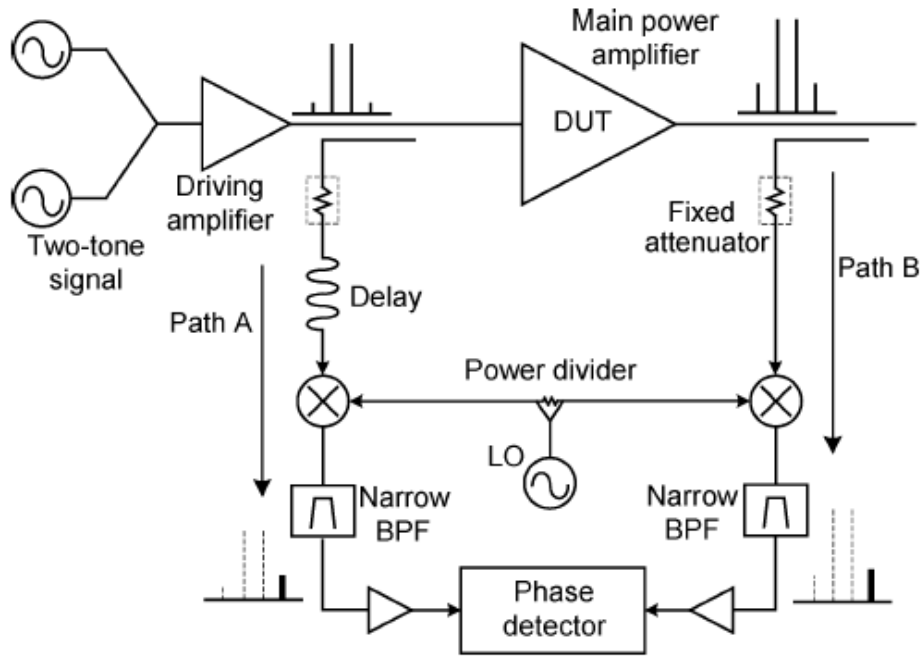 Main power
amplifier
DUT
Driving
amplifier
Two-tone
signal
Fixed
attenuator
Path B
Delay
Path A
Power divider
LO
Narrow
BPF
Narrow
BPF
Phase
detector